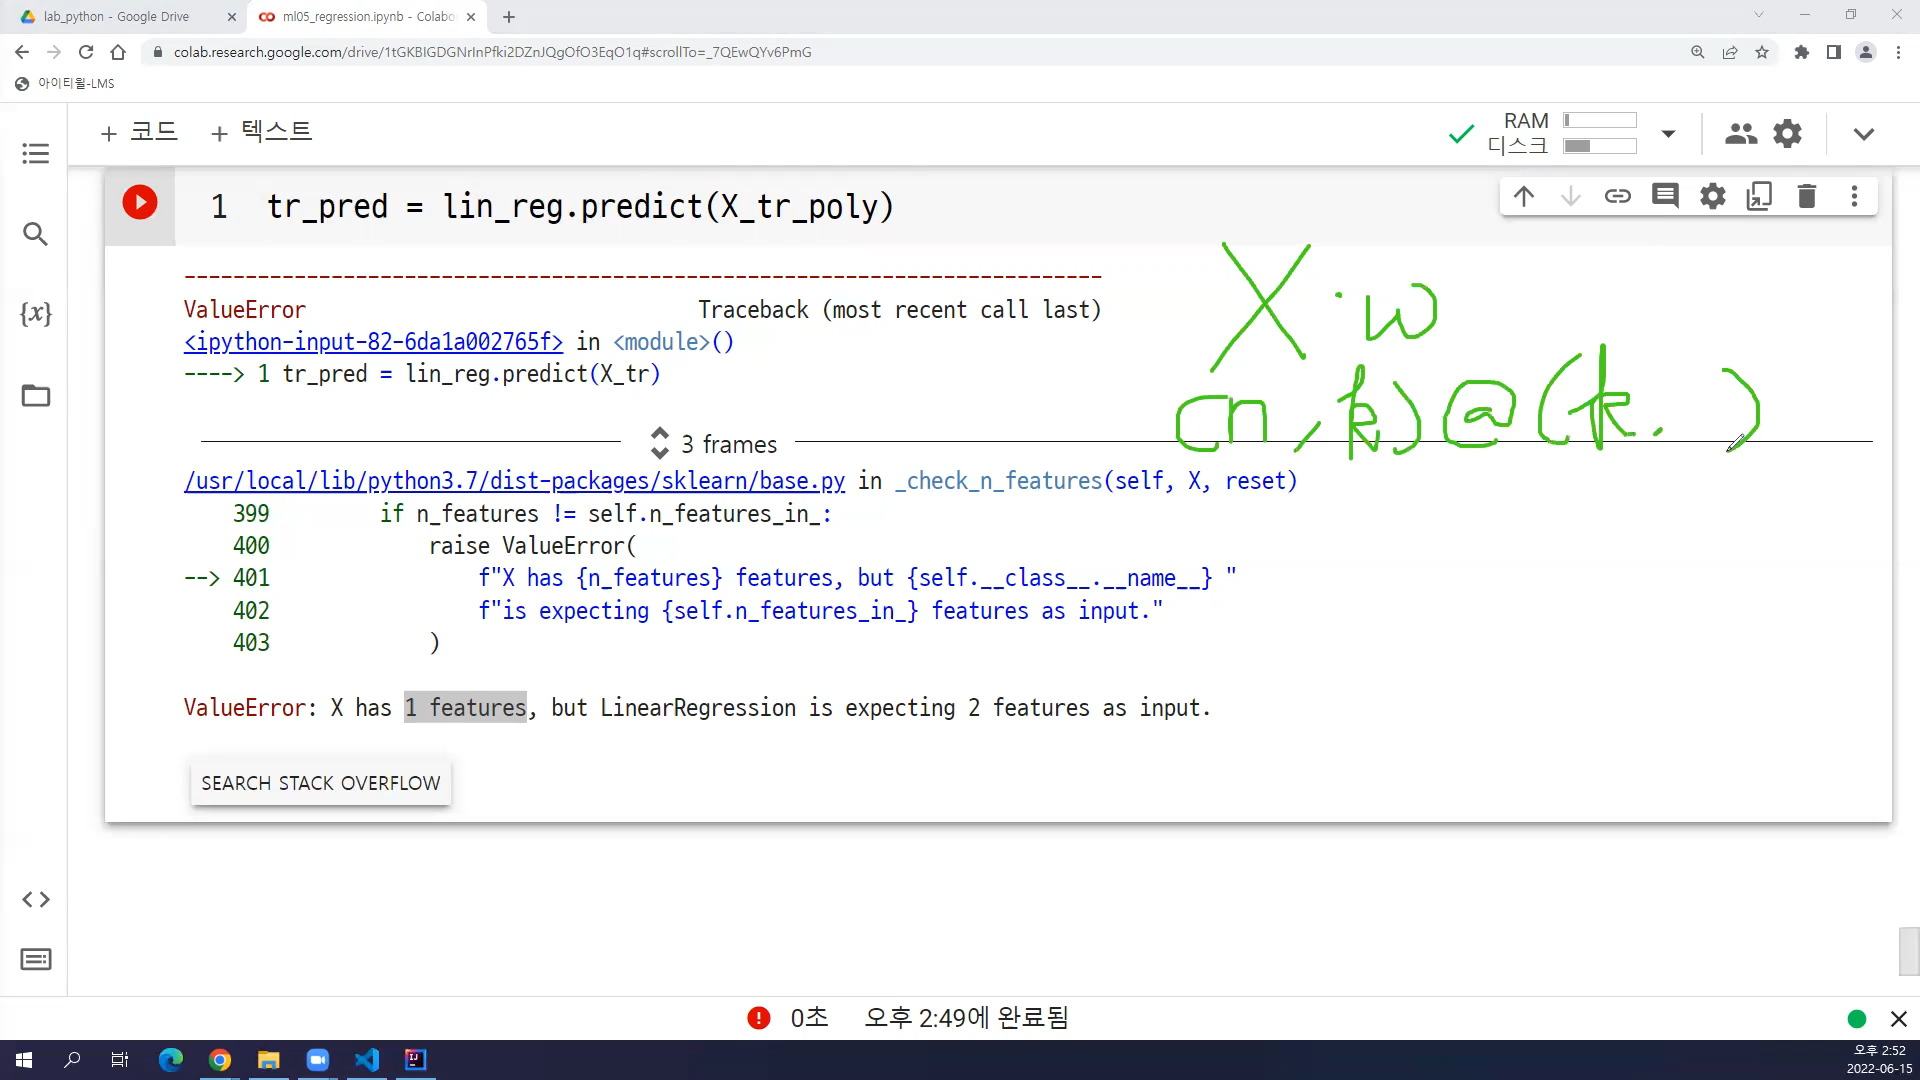 lab_python - Google Drive
ml05_regression.ipynb - Colabo
colab.research.google.com/drive/1tGKBIGDGNrInPfki2DZnJQgOfO3EqO1q#scrollTo=_7QEwQYv6PmG
아이티윌-LMS
+ 코드 + 텍스트
RAM
디스크
1 tr_pred = lin_reg.predict(X_tr_poly)
X · w
(n, k) @ (k. )
---------------------------------------------------------------------------
ValueError Traceback (most recent call last)
<ipython-input-82-6da1a002765f> in <module>()
----> 1 tr_pred = lin_reg.predict(X_tr)
3 frames
/usr/local/lib/python3.7/dist-packages/sklearn/base.py in _check_n_features(self, X, reset)
399 if n_features != self.n_features_in_:
400 raise ValueError(
--> 401 f"X has {n_features} features, but {self.__class__.__name__} "
402 f"is expecting {self.n_features_in_} features as input."
403 )
ValueError: X has 1 features, but LinearRegression is expecting 2 features as input.
SEARCH STACK OVERFLOW
0초 오후 2:49에 완료됨
오후 2:52
2022-06-15